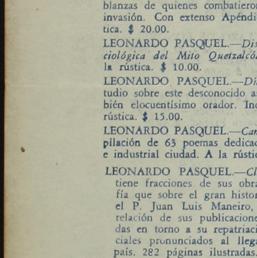 blanzas de quienes combatieron
invasión. Con extenso Apéndi
tica. $ 20.00.
LEONARDO PASQUEL.—Dis
ciológica del Mito Quetzalcó
la rústica. $ 10.00.
LEONARDO PASQUEL.—Dis
tudio sobre este desconocido a
bién elocuentísimo orador. Inc
rústica. $ 15.00.
LEONARDO PASQUEL.—Can
pilación de 63 poemas dedica
e industrial ciudad. A la rústic
LEONARDO PASQUEL.—Cl
tiene fracciones de sus obra
fía que sobre el gran histor
el P. Juan Luis Maneiro,
relación de sus publicacione
das en torno a su repatriaci
ciales pronunciados al llega
país. 282 páginas ilustradas.